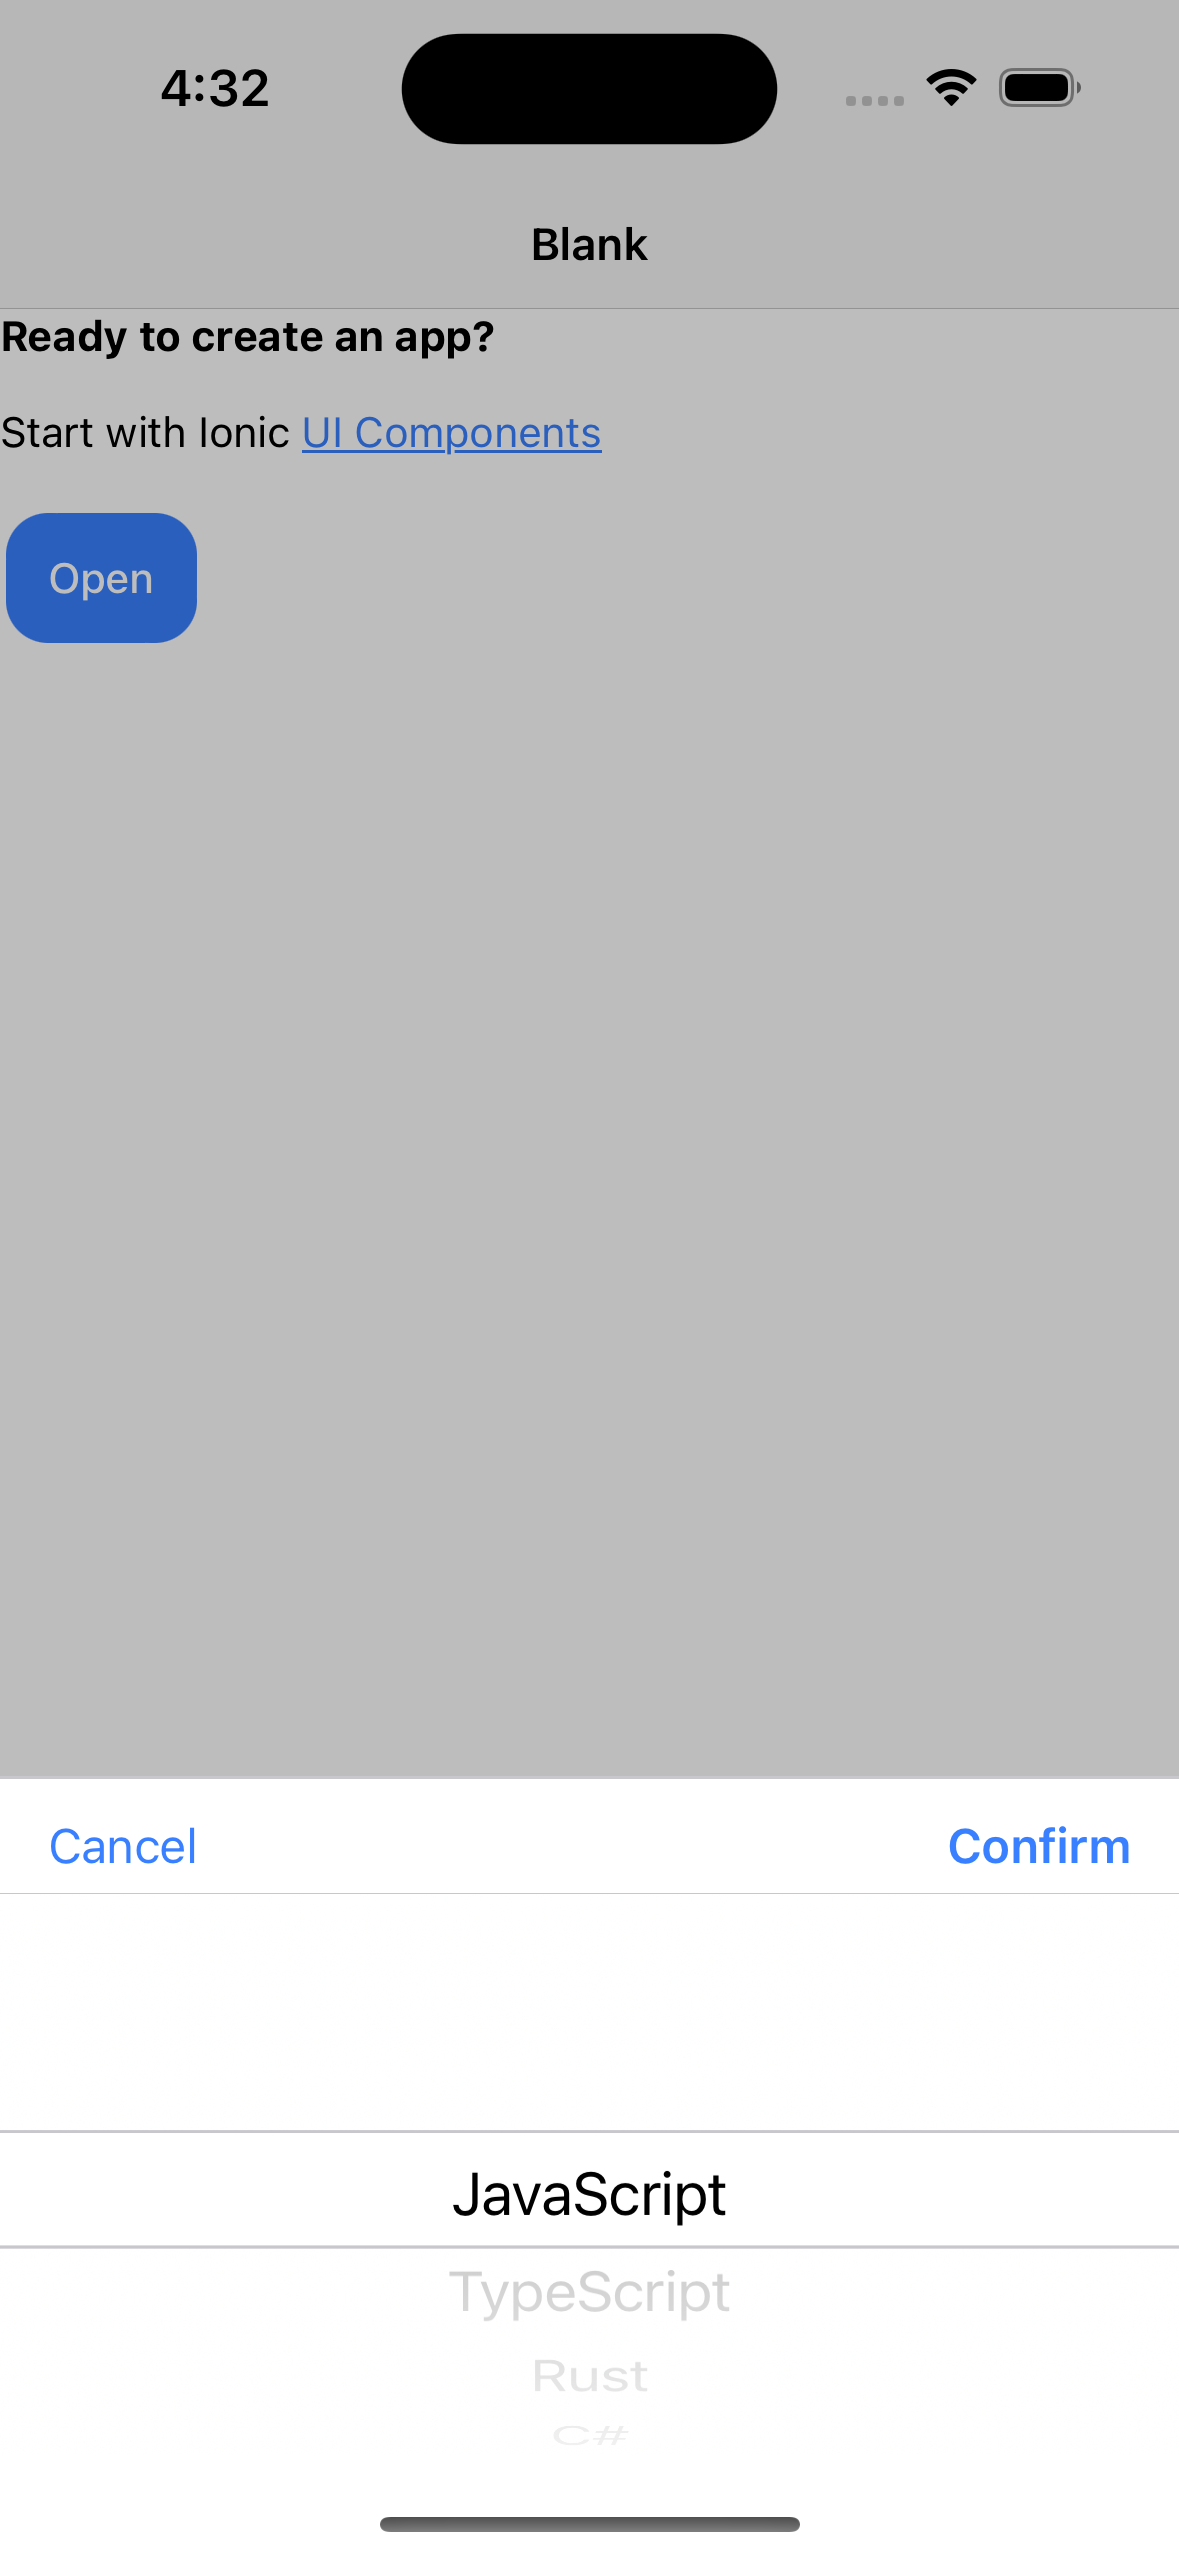 4:32
Blank
Ready to create an app?
Start with Ionic UI Components
Open
Cancel Confirm
JavaScript
TypeScript
Rust
C#